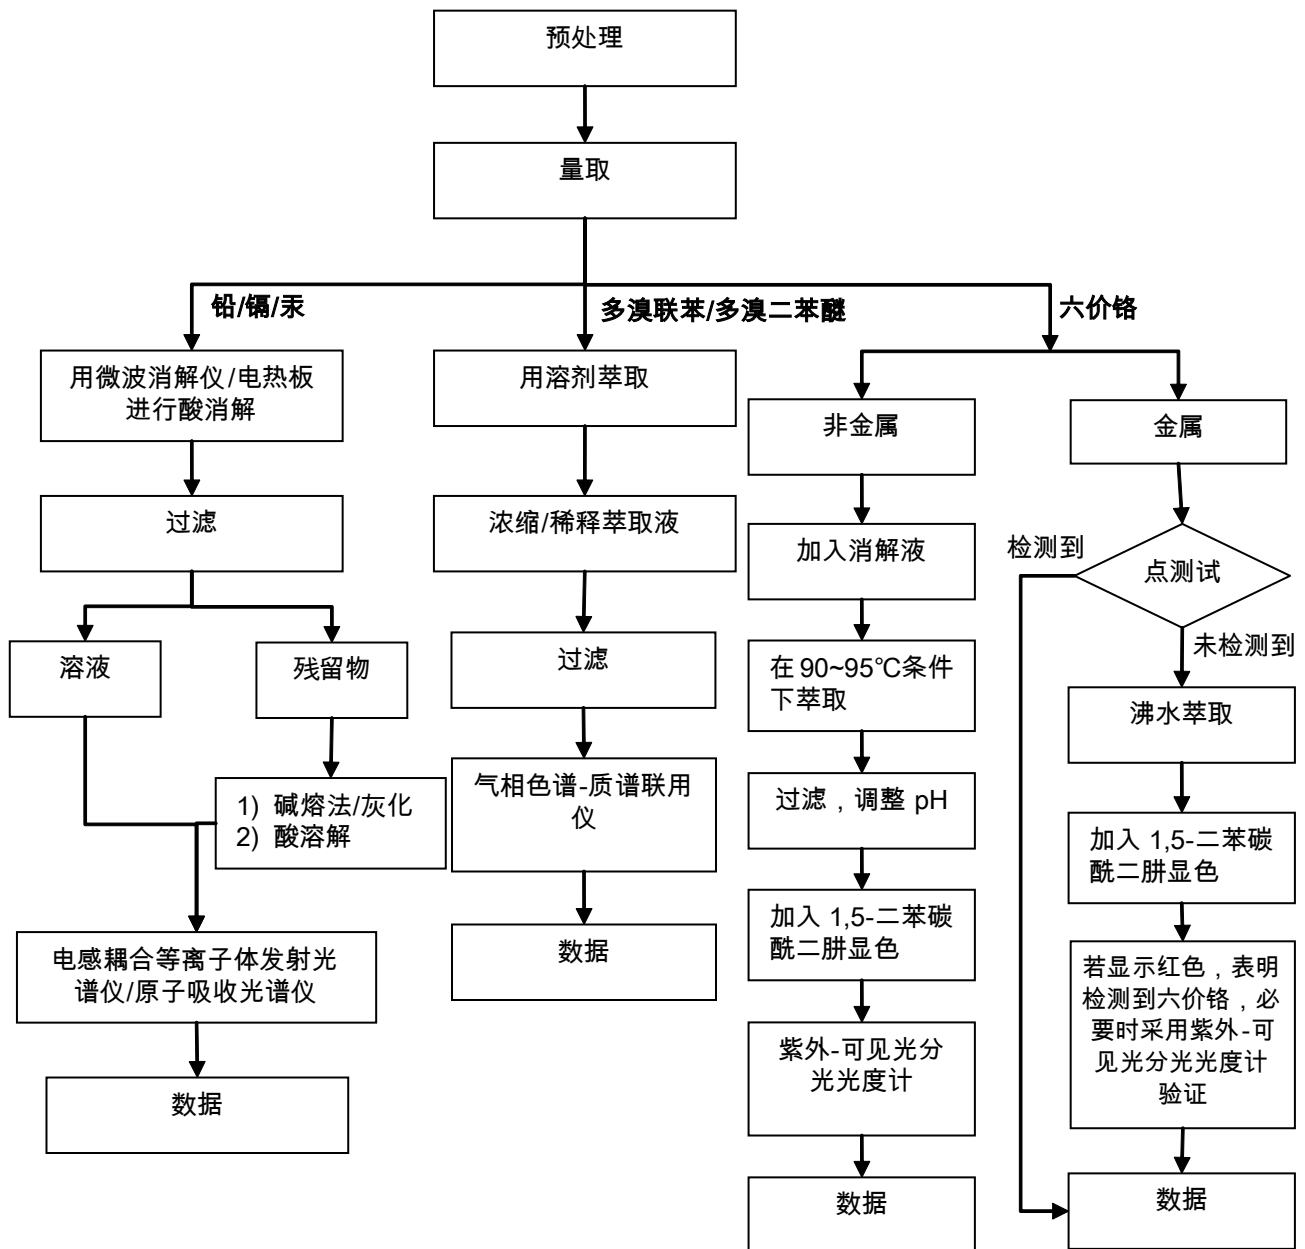 预处理
量取
铅/镉/汞
多溴联苯/多溴二苯醚
六价铬
用微波消解仪/电热板
进行酸消解
过滤
溶液
残留物
1) 碱熔法/灰化
2) 酸溶解
电感耦合等离子体发射光
谱仪/原子吸收光谱仪
数据
用溶剂萃取
浓缩/稀释萃取液
过滤
气相色谱-质谱联用
仪
数据
非金属
加入消解液
在 90~95℃条件
下萃取
过滤，调整 pH
加入 1,5-二苯碳
酰二肼显色
紫外-可见光分
光光度计
数据
金属
点测试
检测到
未检测到
沸水萃取
加入 1,5-二苯碳
酰二肼显色
若显示红色，表明
检测到六价铬，必
要时采用紫外-可
见光分光光度计
验证
数据